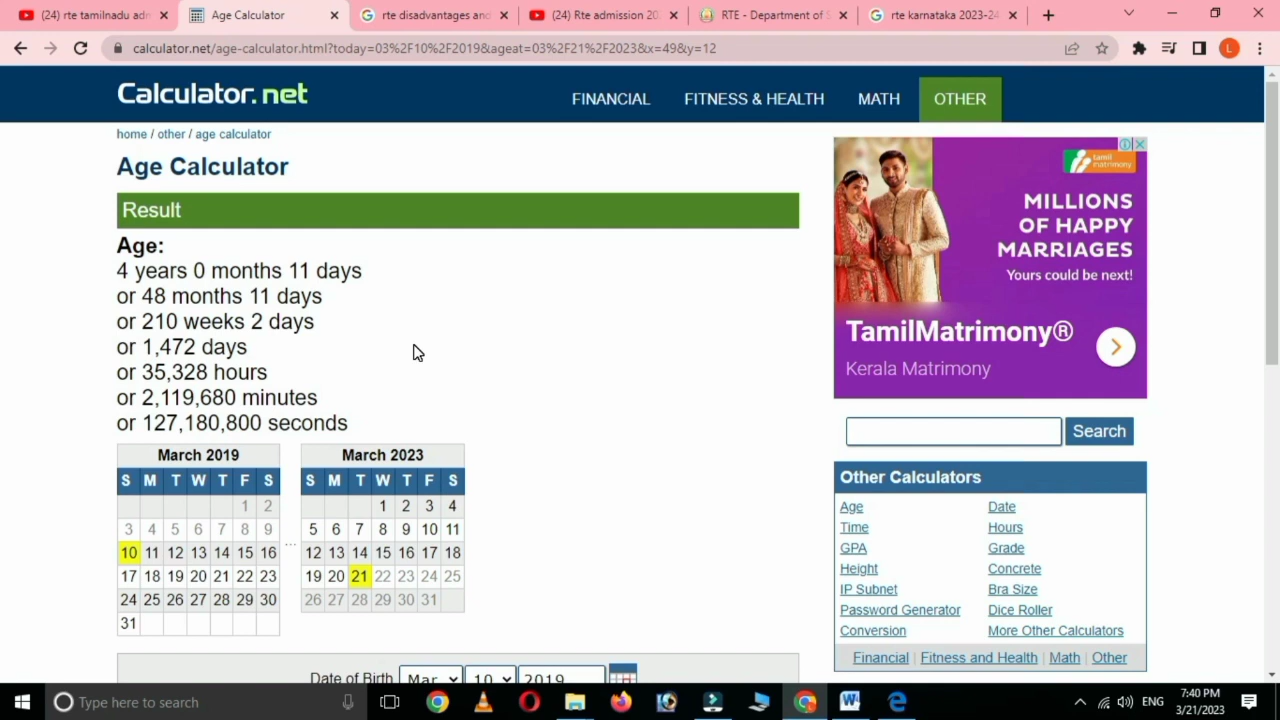 (24) rte tamilnadu adm
Age Calculator
rte disadvantages and
(24) Rte admission 202
RTE - Department of S
rte karnataka 2023-24
calculator.net/age-calculator.html?today=03%2F10%2F2019&ageat=03%2F21%2F2023&x=49&y=12
L
Calculator.net
FINANCIAL
FITNESS & HEALTH
MATH
OTHER
home / other / age calculator
Age Calculator
Result
Age:
4 years 0 months 11 days
or 48 months 11 days
or 210 weeks 2 days
or 1,472 days
or 35,328 hours
or 2,119,680 minutes
or 127,180,800 seconds
March 2019
S M T W T F S
1 2
3 4 5 6 7 8 9
10 11 12 13 14 15 16
17 18 19 20 21 22 23
24 25 26 27 28 29 30
31
...
March 2023
S M T W T F S
1 2 3 4
5 6 7 8 9 10 11
12 13 14 15 16 17 18
19 20 21 22 23 24 25
26 27 28 29 30 31
Date of Birth Mar 10 2019
tamil matrimony
MILLIONS
OF HAPPY
MARRIAGES
Yours could be next!
TamilMatrimony®
Kerala Matrimony
Search
Other Calculators
Age Date
Time Hours
GPA Grade
Height Concrete
IP Subnet Bra Size
Password Generator Dice Roller
Conversion More Other Calculators
Financial | Fitness and Health | Math | Other
Type here to search
ENG
7:40 PM
3/21/2023